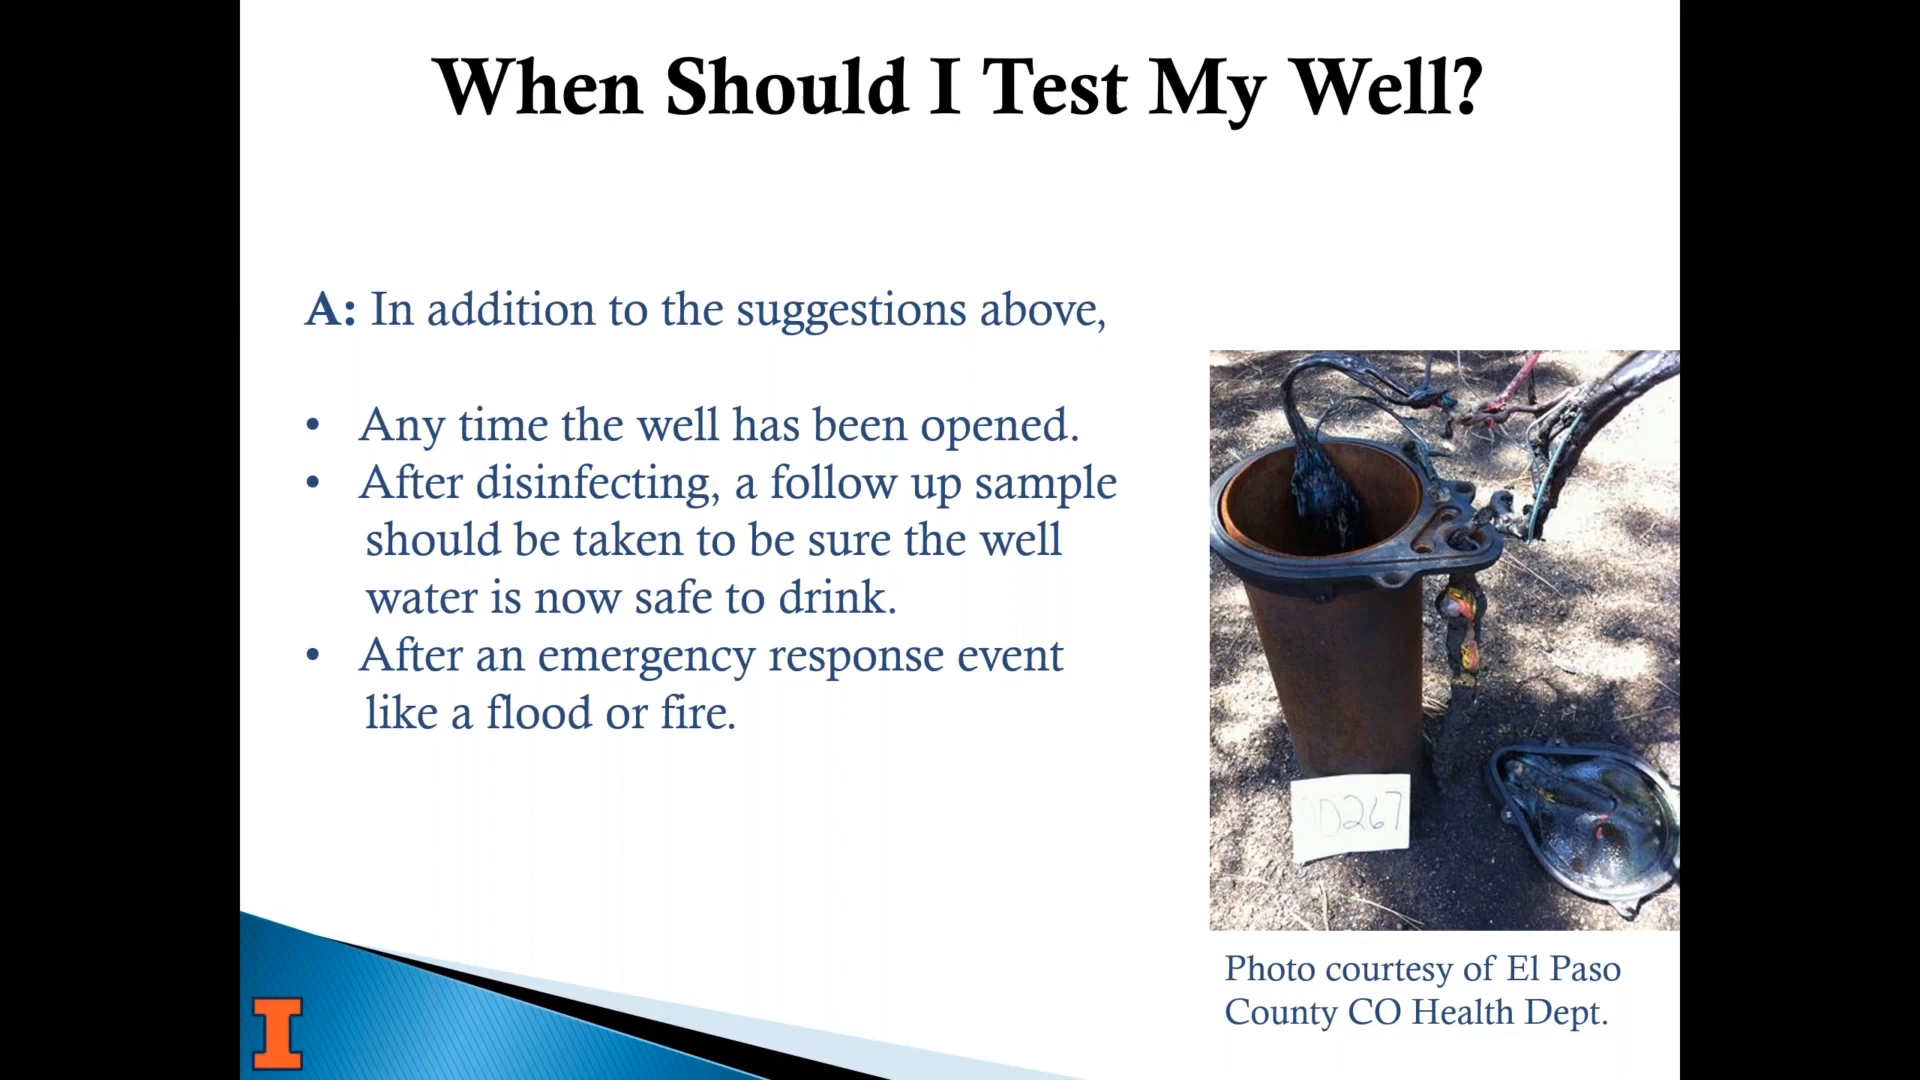 When Should I Test My Well?
A: In addition to the suggestions above,
• Any time the well has been opened.
• After disinfecting, a follow up sample
should be taken to be sure the well
water is now safe to drink.
• After an emergency response event
like a flood or fire.
D267
Photo courtesy of El Paso
County CO Health Dept.
I